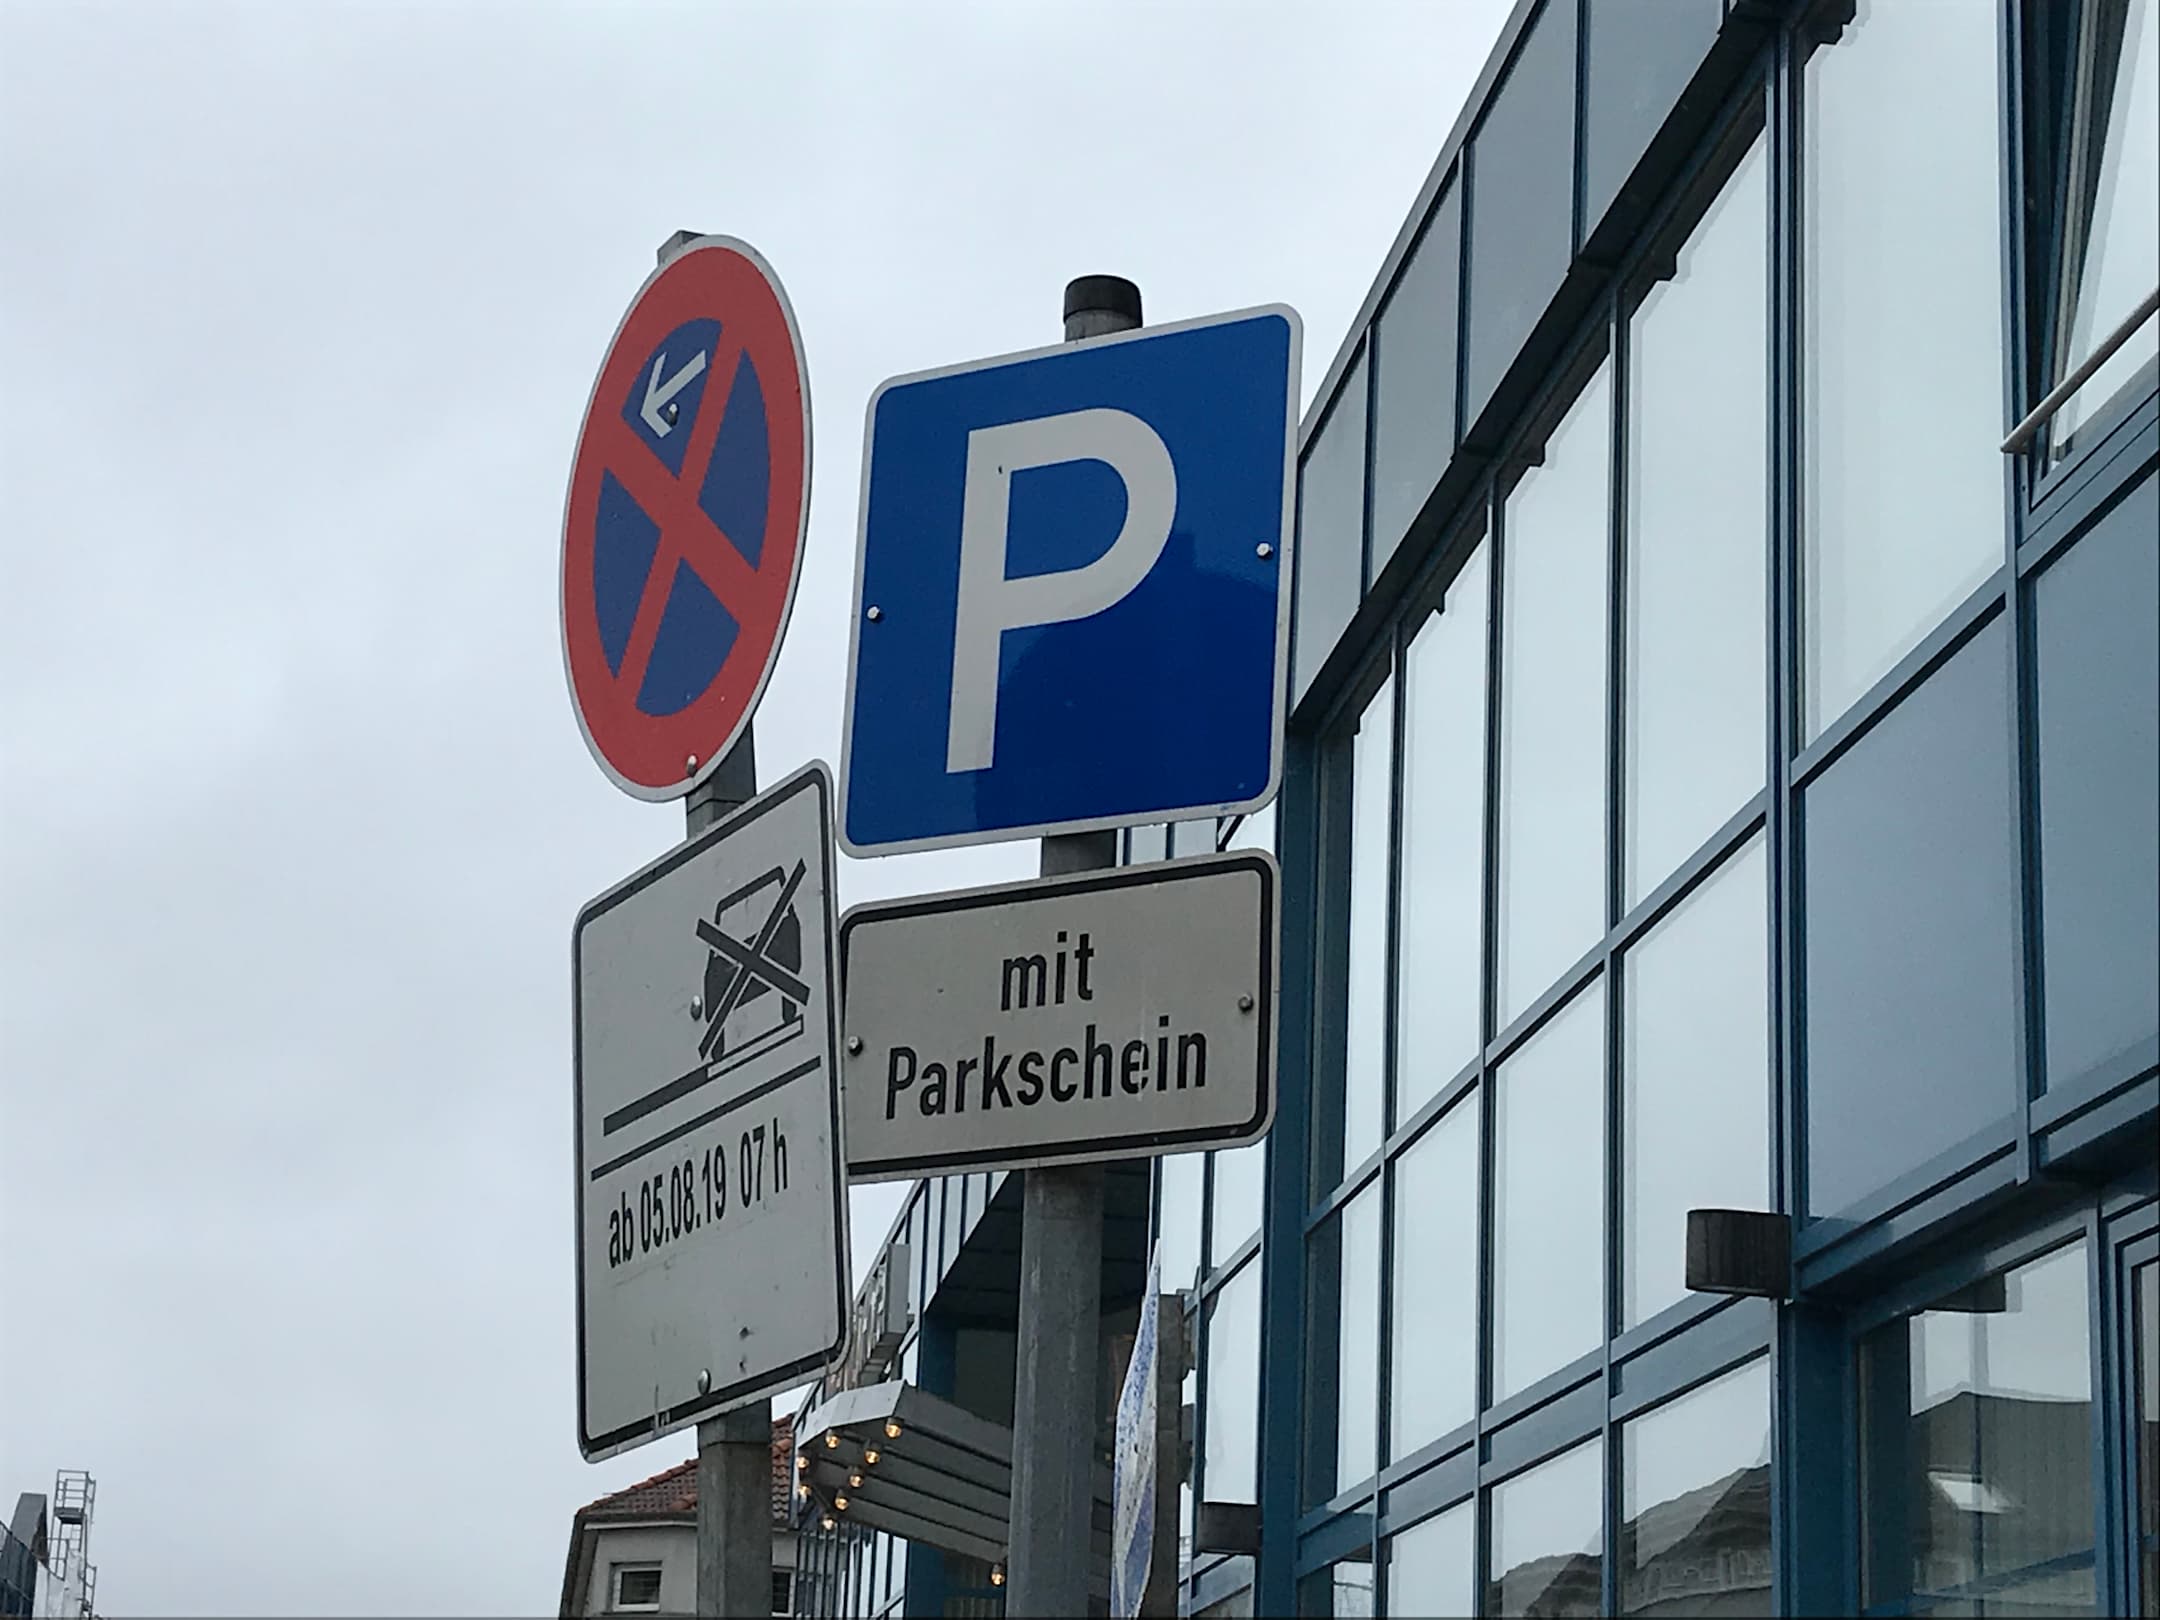 P
mit
Parkschein
ab 05.08.19 07 h